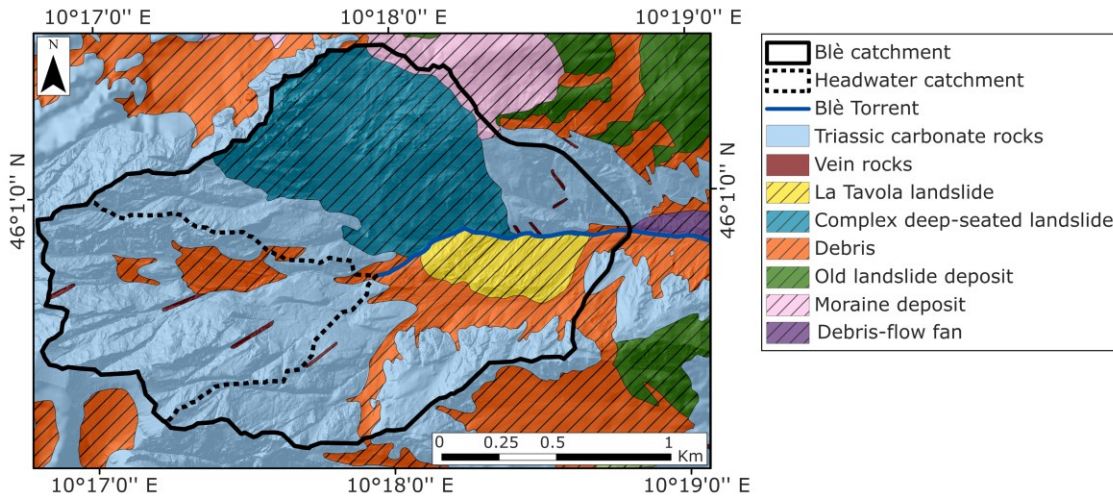 10°17'0'' E 10°18'0'' E 10°19'0'' E
N
46°1'0'' N
46°1'0'' N
0 0.25 0.5 1
Km
10°17'0'' E 10°18'0'' E 10°19'0'' E
Blè catchment
Headwater catchment
Blè Torrent
Triassic carbonate rocks
Vein rocks
La Tavola landslide
Complex deep-seated landslide
Debris
Old landslide deposit
Moraine deposit
Debris-flow fan